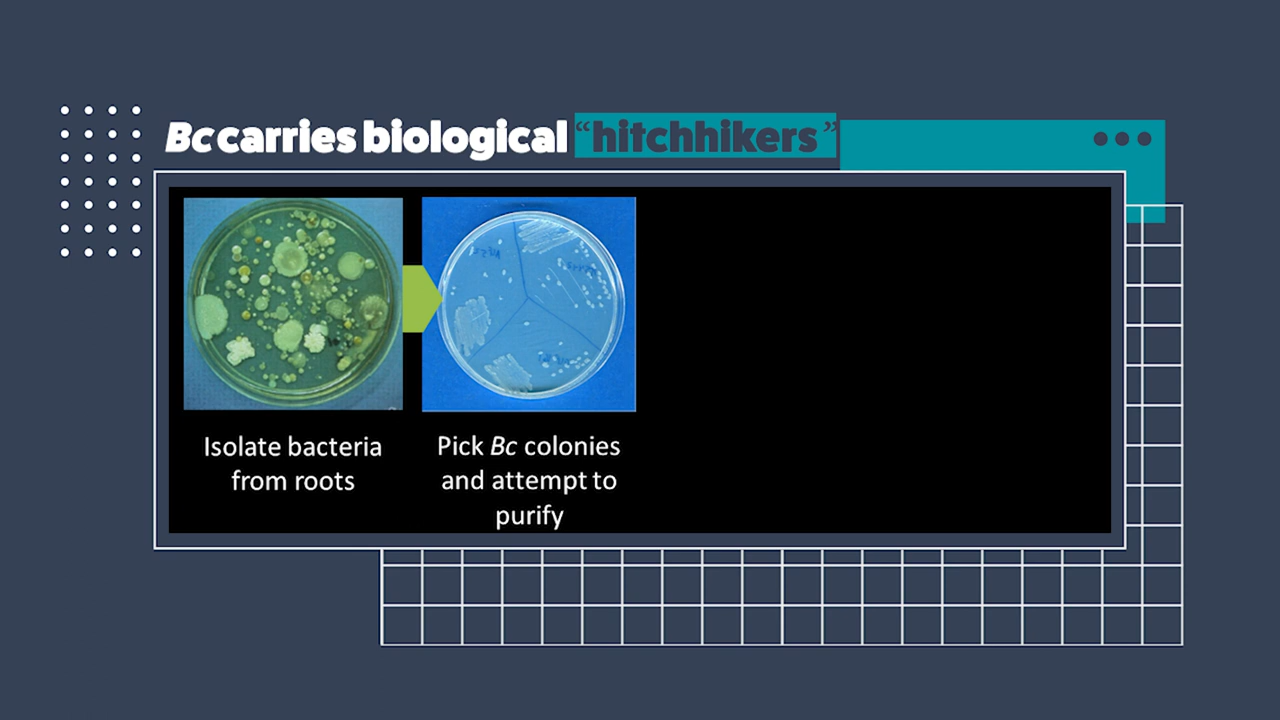 Bc carries biological “hitchhikers”
Isolate bacteria
from roots
Pick Bc colonies
and attempt to
purify